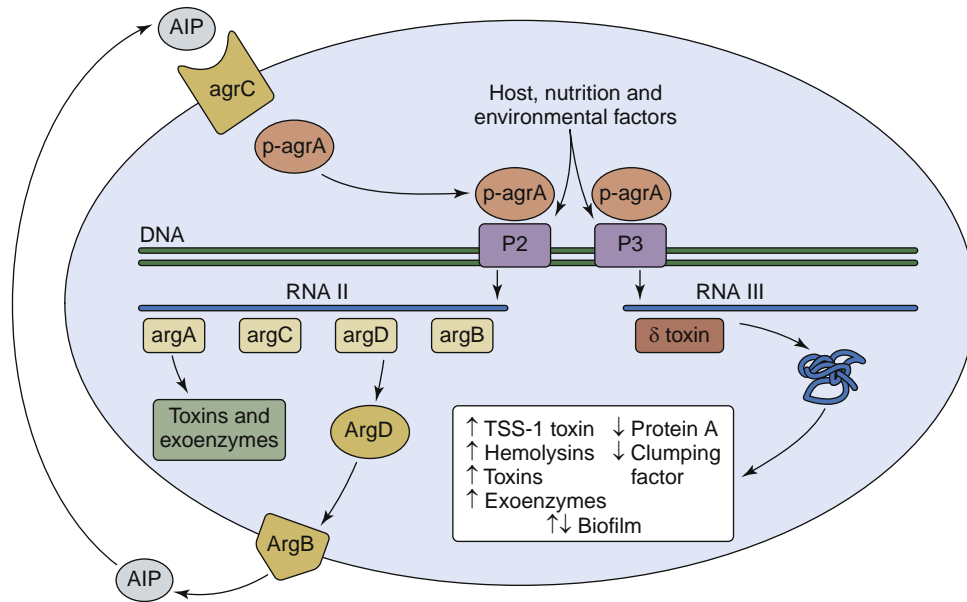 AIP
agrC
p-agrA
Host, nutrition and
environmental factors
p-agrA
p-agrA
DNA
P2
P3
RNA II
RNA III
argA
argC
argD
argB
δ toxin
Toxins and
exoenzymes
ArgD
↑ TSS-1 toxin ↓ Protein A
↑ Hemolysins ↓ Clumping
↑ Toxins factor
↑ Exoenzymes
↑↓ Biofilm
ArgB
AIP